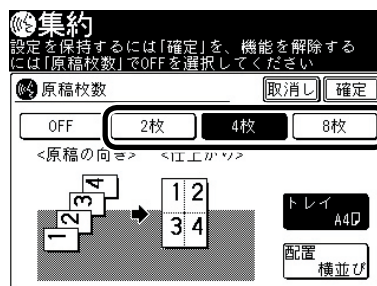 集約
設定を保持するには「確定」を、機能を解除する
には「原稿枚数」でOFFを選択してください
原稿枚数 取消し 確定
OFF 2枚 4枚 8枚
<原稿の向き> <仕上がり>
1 2 3 4
1 2
3 4
トレイ
A4
配置
横並び